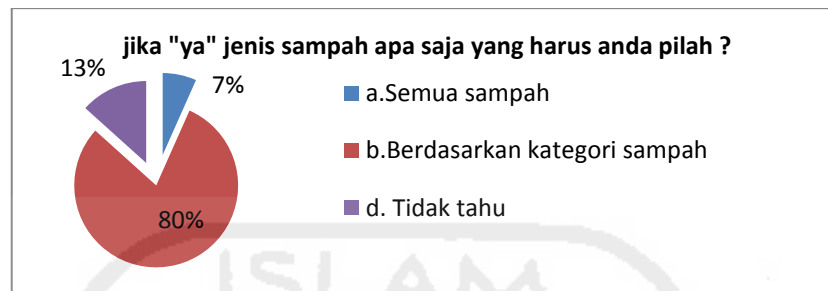 jika "ya" jenis sampah apa saja yang harus anda pilah ?
13%
7%
80%
a.Semua sampah
b.Berdasarkan kategori sampah
d. Tidak tahu
ISLAM